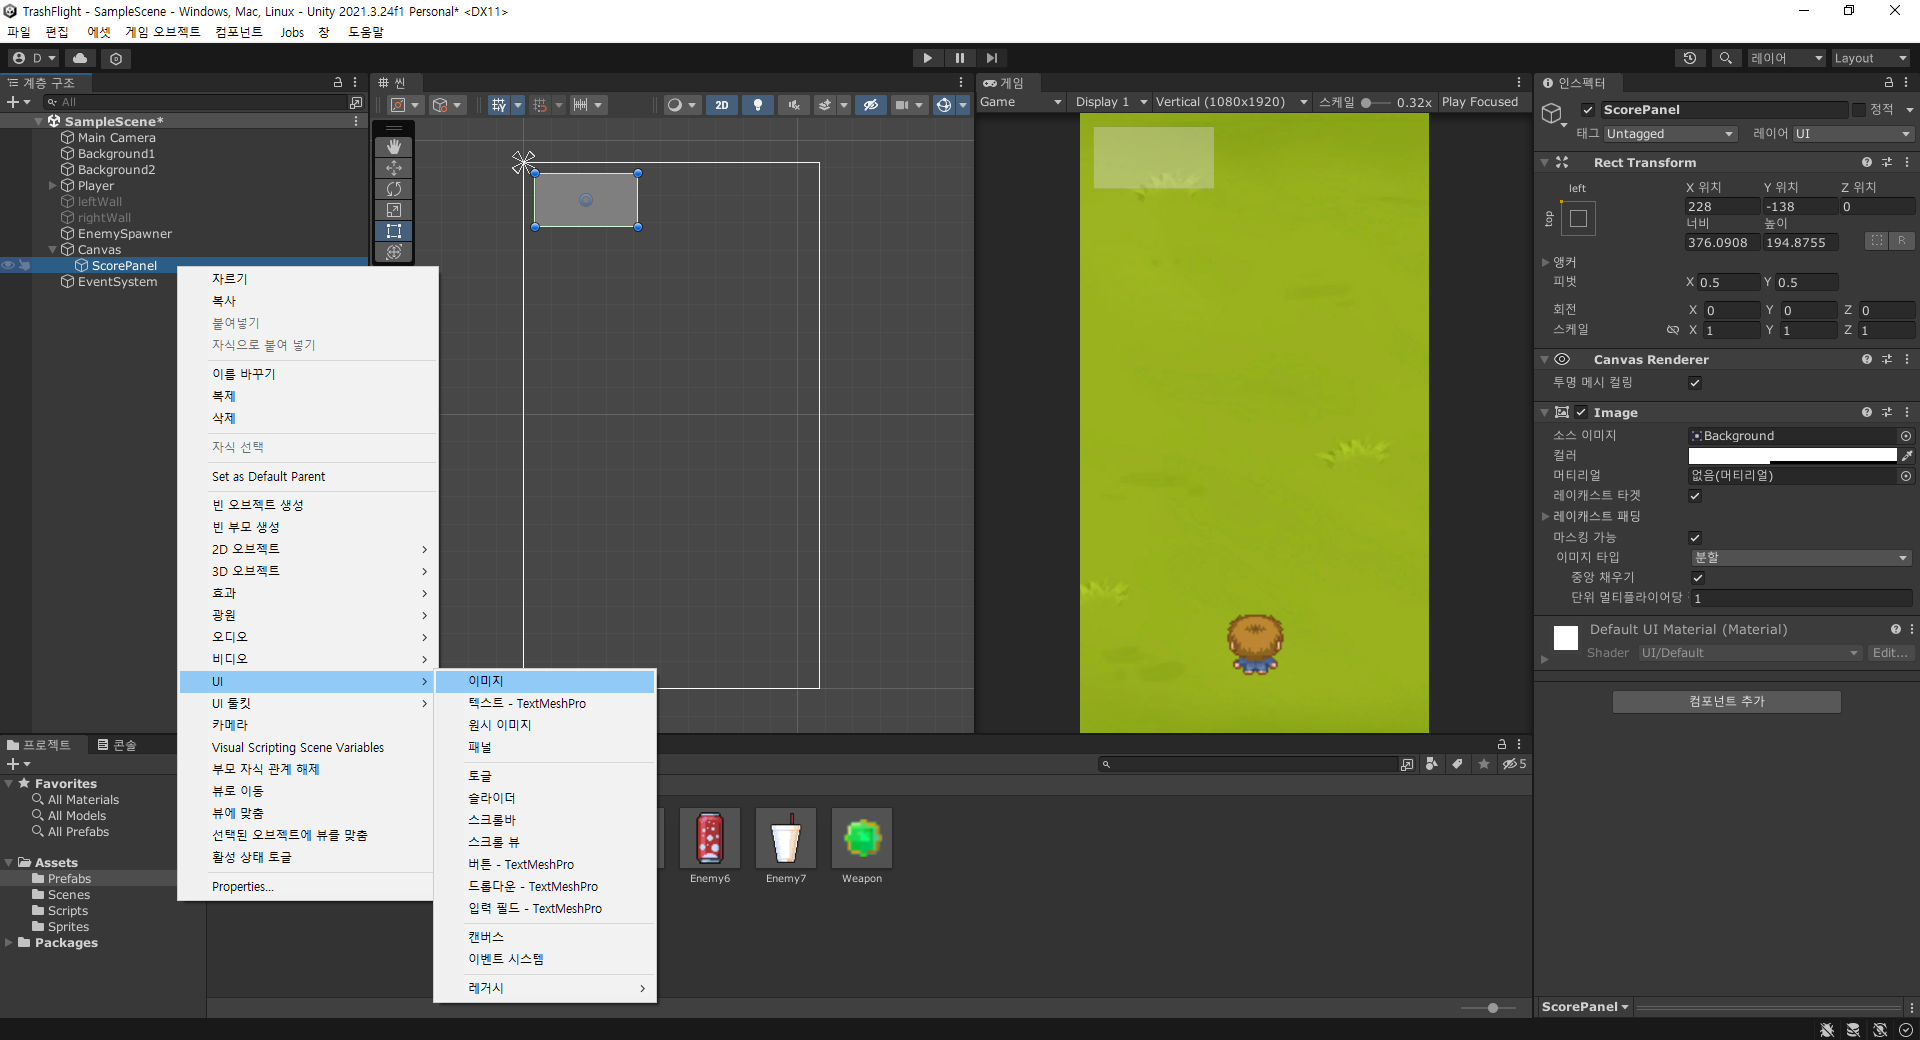 TrashFlight - SampleScene - Windows, Mac, Linux - Unity 2021.3.24f1 Personal* <DX11>
파일 편집 에셋 게임 오브젝트 컴포넌트 Jobs 창 도움말
D
레이어
Layout
계층 구조
All
SampleScene*
Main Camera
Background1
Background2
Player
leftWall
rightWall
EnemySpawner
Canvas
ScorePanel
EventSystem
자르기
복사
붙여넣기
자식으로 붙여 넣기
이름 바꾸기
복제
삭제
자식 선택
Set as Default Parent
빈 오브젝트 생성
빈 부모 생성
2D 오브젝트
3D 오브젝트
효과
광원
오디오
비디오
UI
UI 툴킷
카메라
Visual Scripting Scene Variables
부모 자식 관계 해제
뷰로 이동
뷰에 맞춤
선택된 오브젝트에 뷰를 맞춤
활성 상태 토글
Properties...
이미지
텍스트 - TextMeshPro
원시 이미지
패널
토글
슬라이더
스크롤바
스크롤 뷰
버튼 - TextMeshPro
드롭다운 - TextMeshPro
입력 필드 - TextMeshPro
캔버스
이벤트 시스템
레거시
씬
2D
게임
Game Display 1 Vertical (1080x1920) 스케일 0.32x Play Focused
인스펙터
ScorePanel 정적
태그 Untagged 레이어 UI
Rect Transform
left
top
X 위치 Y 위치 Z 위치
228 -138 0
너비 높이
376.0908 194.8755
R
앵커
피벗 X 0.5 Y 0.5
회전 X 0 Y 0 Z 0
스케일 X 1 Y 1 Z 1
Canvas Renderer
투명 메시 컬링
Image
소스 이미지 Background
컬러
머티리얼 없음(머티리얼)
레이캐스트 타겟
레이캐스트 패딩
마스킹 가능
이미지 타입 분할
중앙 채우기
단위 멀티플라이어당 1
Default UI Material (Material)
Shader UI/Default Edit...
컴포넌트 추가
ScorePanel
프로젝트 콘솔
5
Favorites
All Materials
All Models
All Prefabs
Assets
Prefabs
Scenes
Scripts
Sprites
Packages
Enemy6
Enemy7
Weapon